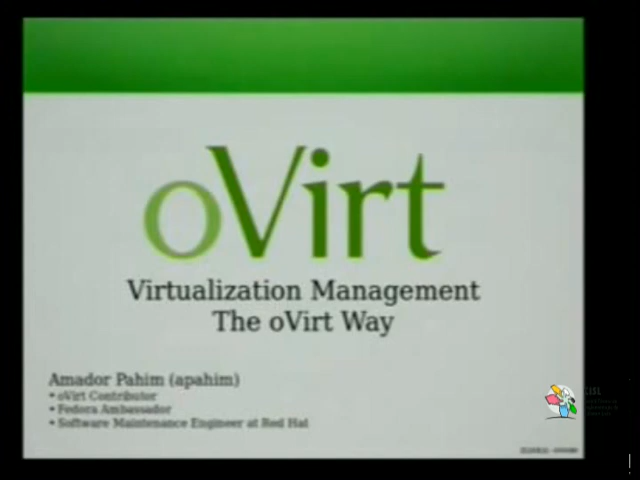 oVirt
Virtualization Management
The oVirt Way
Amador Pahim (apahim)
• oVirt Contributor
• Fedora Ambassador
• Software Maintenance Engineer at Red Hat